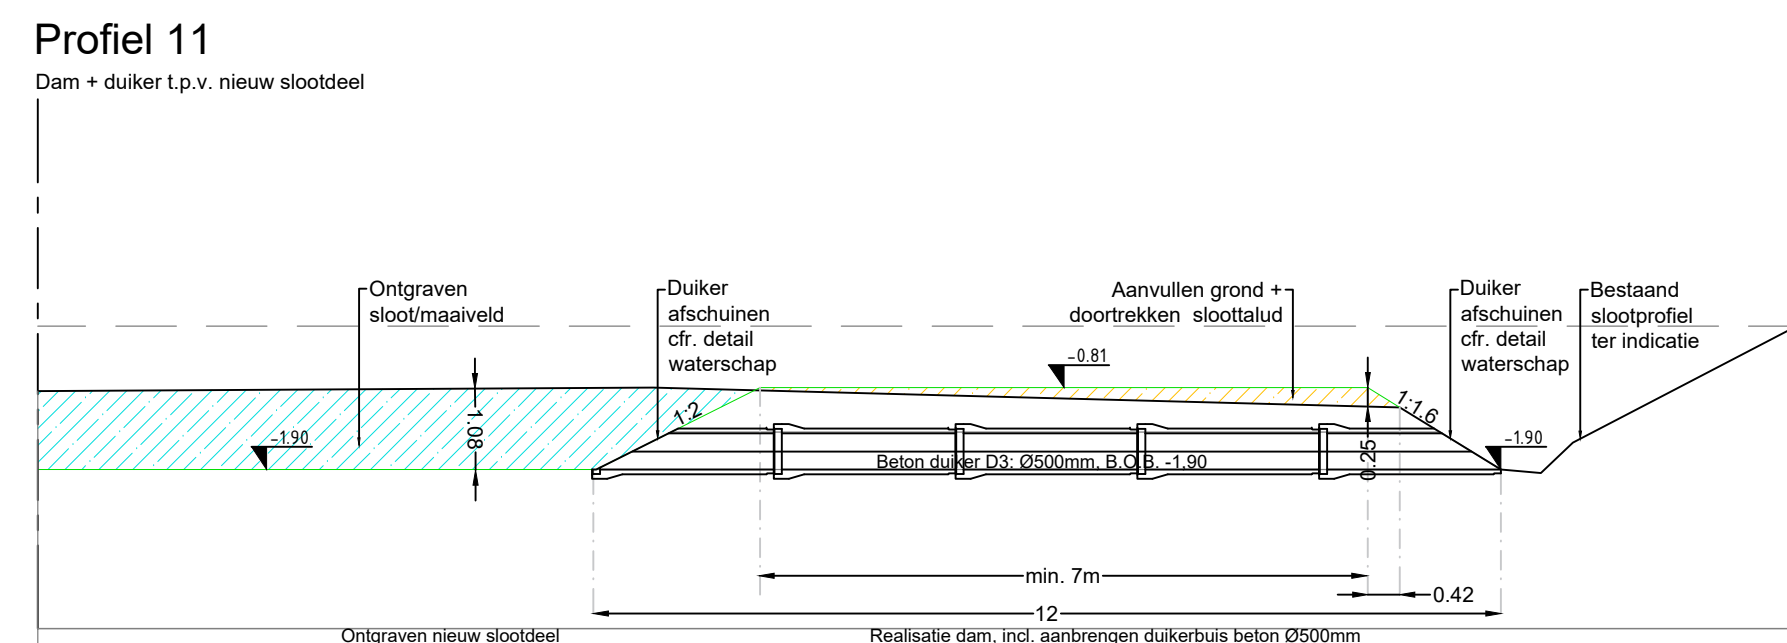 Profiel 11
Dam + duiker t.p.v. nieuw slootdeel
Ontgraven
sloot/maaiveld
Duiker
afschuinen
cfr. detail
waterschap
Aanvullen grond +
doortrekken sloottalud
Duiker
afschuinen
cfr. detail
waterschap
Bestaand
slootprofiel
ter indicatie
-0.81
1:2
1:1.6
1.08
-1.90
-1.90
0.25
Beton duiker D3: Ø500mm, B.O.B. -1,90
min. 7m
0.42
12
Ontgraven nieuw slootdeel
Realisatie dam, incl. aanbrengen duikerbuis beton Ø500mm